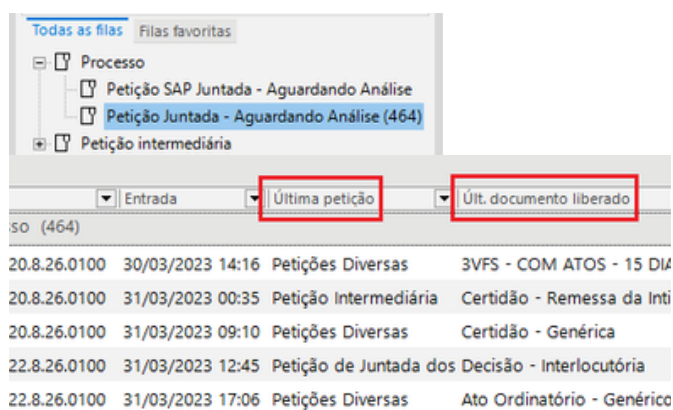 Todas as filas Filas favoritas
Processo
Petição SAP Juntada - Aguardando Análise
Petição Juntada - Aguardando Análise (464)
Petição intermediária
Entrada Última petição Últ. documento liberado
so (464)
20.8.26.0100 30/03/2023 14:16 Petições Diversas 3VFS - COM ATOS - 15 DIA
20.8.26.0100 31/03/2023 00:35 Petição Intermediária Certidão - Remessa da Inti
20.8.26.0100 31/03/2023 09:10 Petições Diversas Certidão - Genérica
22.8.26.0100 31/03/2023 12:45 Petição de Juntada dos Decisão - Interlocutória
22.8.26.0100 31/03/2023 17:06 Petições Diversas Ato Ordinatório - Genérico